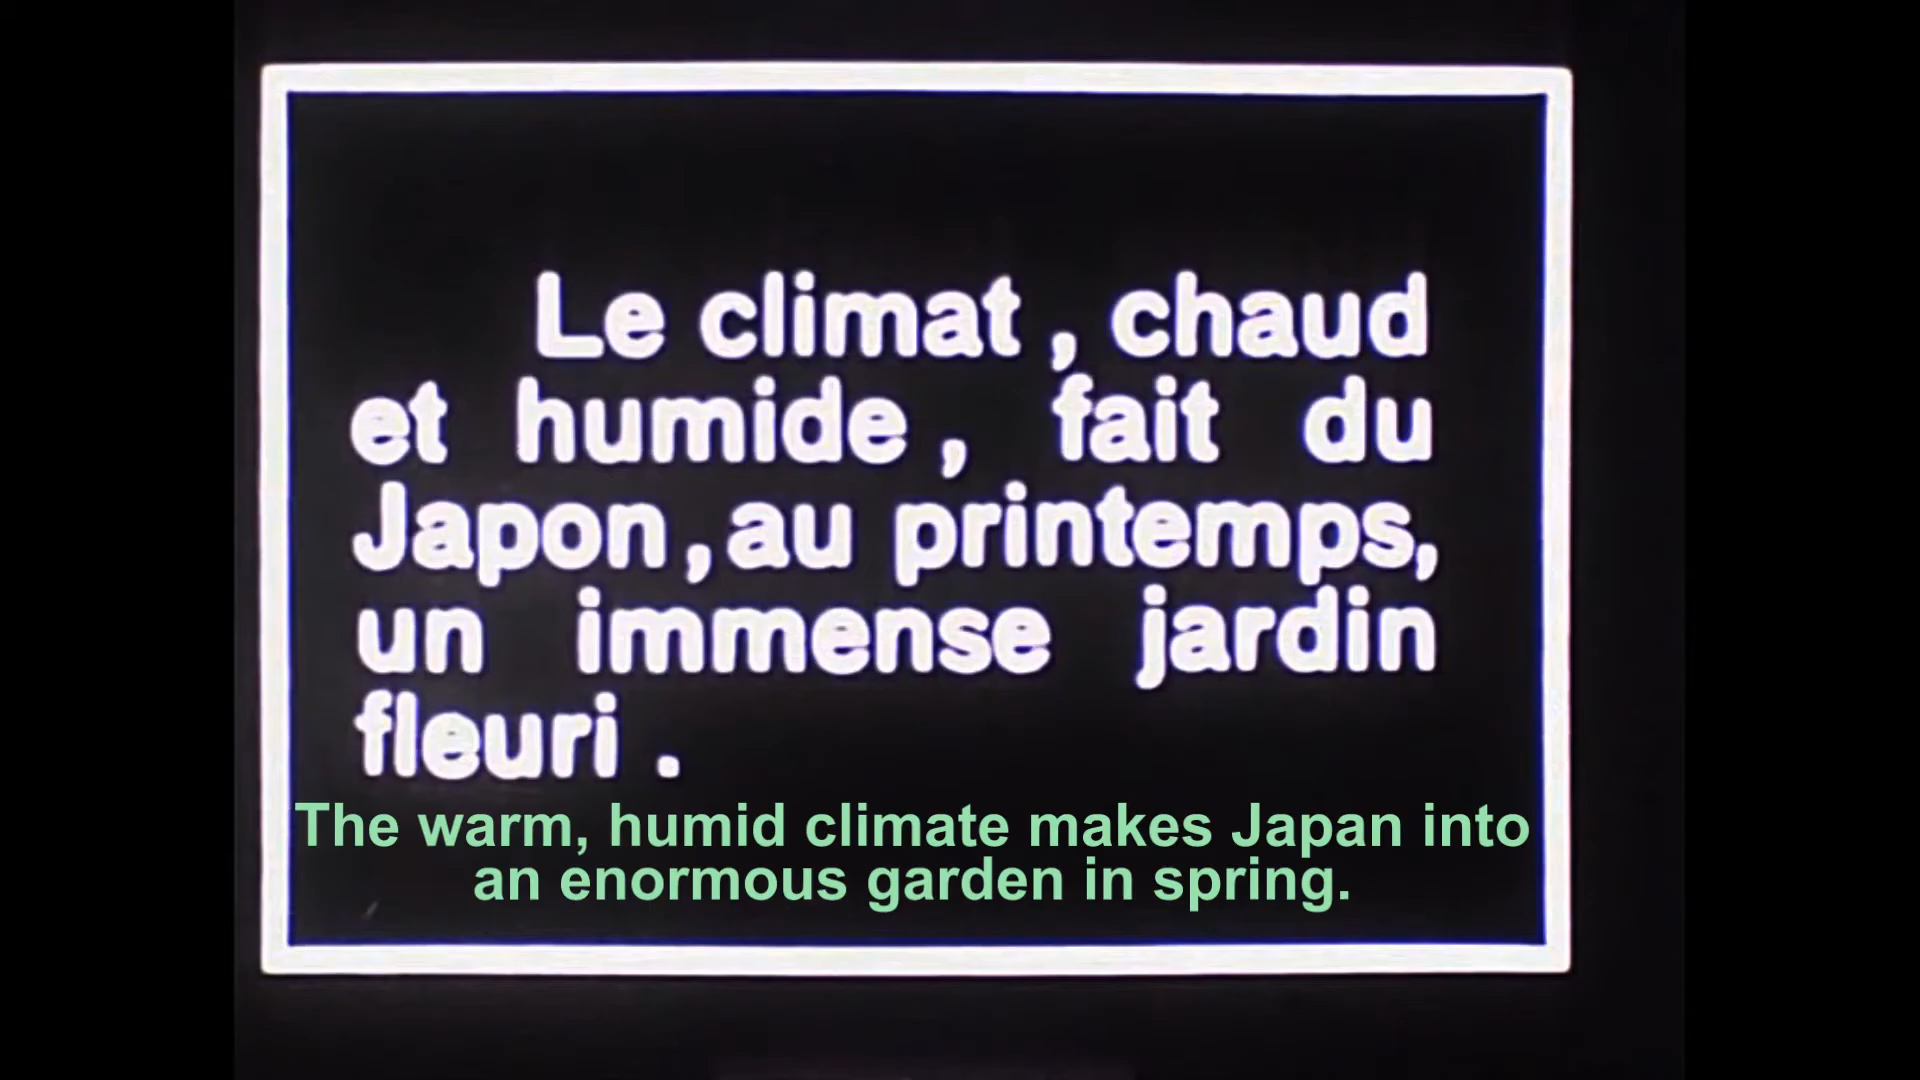 Le climat, chaud
et humide, fait du
Japon, au printemps,
un immense jardin
fleuri.
The warm, humid climate makes Japan into
an enormous garden in spring.